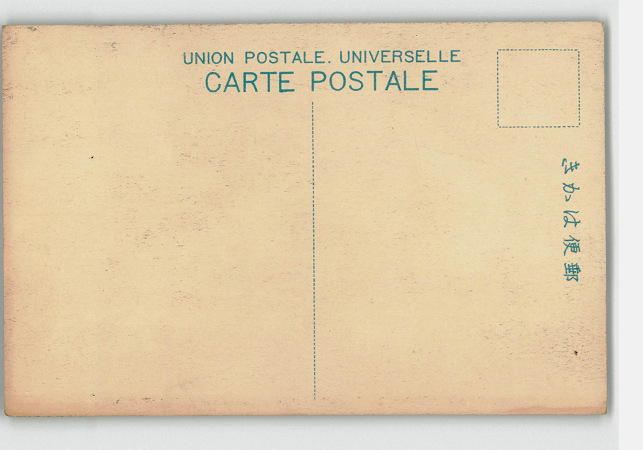 UNION POSTALE. UNIVERSELLE
CARTE POSTALE
郵便はかき